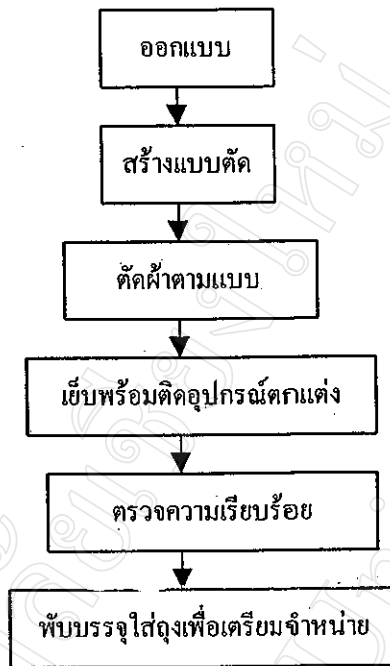 ออกแบบ
สร้างแบบตัด
ตัดผ้าตามแบบ
เย็บพร้อมติดอุปกรณ์ตกแต่ง
ตรวจความเรียบร้อย
พับบรรจุใส่ถุงเพื่อเตรียมจำหน่าย